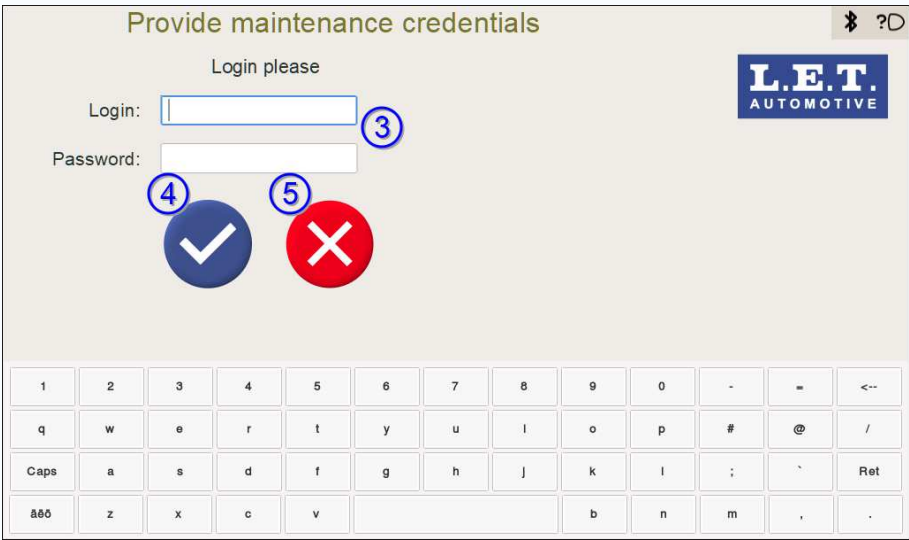 Provide maintenance credentials
?
Login please
L.E.T.
AUTOMOTIVE
Login:
3
Password:
4 5
1 2 3 4 5 6 7 8 9 0 - = <--
q w e r t y u i o p # @ /
Caps a s d f g h j k l ; ` Ret
äëö z x c v b n m , .